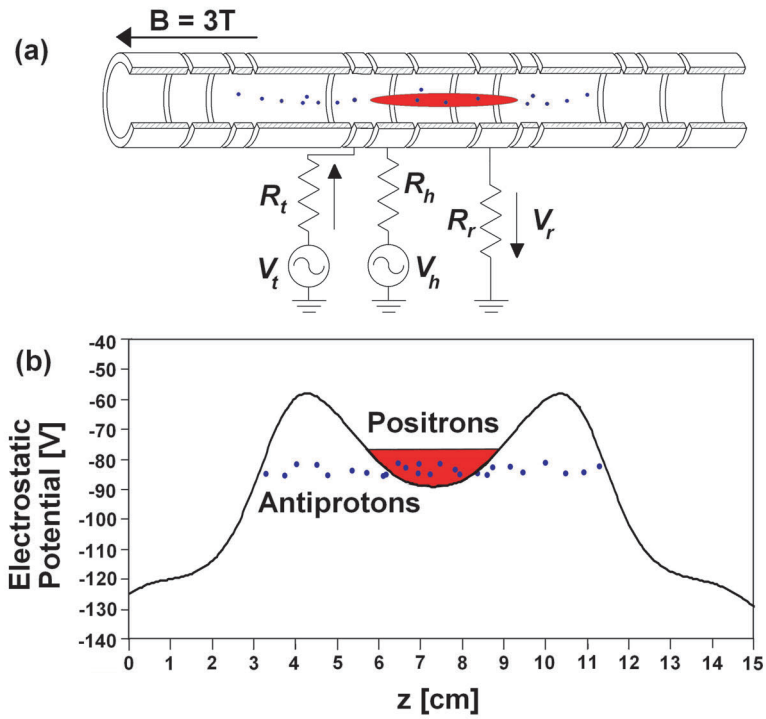 (a)
B = 3T
R_t
R_h
R_r
V_r
V_t
V_h
(b)
Electrostatic
Potential [V]
-40
-50
-60
-70
-80
-90
-100
-110
-120
-130
-140
Positrons
Antiprotons
0 1 2 3 4 5 6 7 8 9 10 11 12 13 14 15
z [cm]